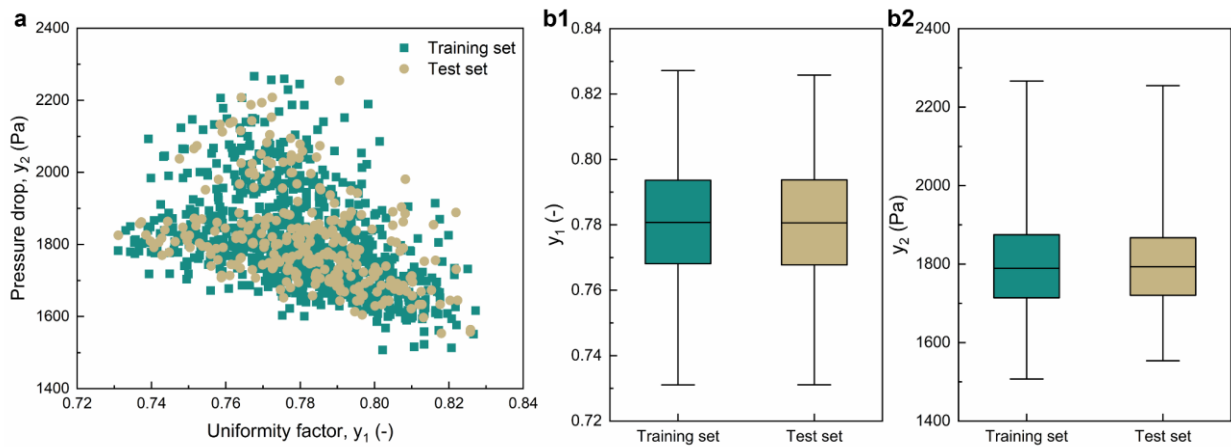 a
2400
2200
2000
1800
1600
1400
Pressure drop, y2 (Pa)
Training set
Test set
0.72 0.74 0.76 0.78 0.80 0.82 0.84
Uniformity factor, y1 (-)
b1
0.84
0.82
0.80
0.78
0.76
0.74
0.72
y1 (-)
Training set Test set
b2
2400
2200
2000
1800
1600
1400
y2 (Pa)
Training set Test set